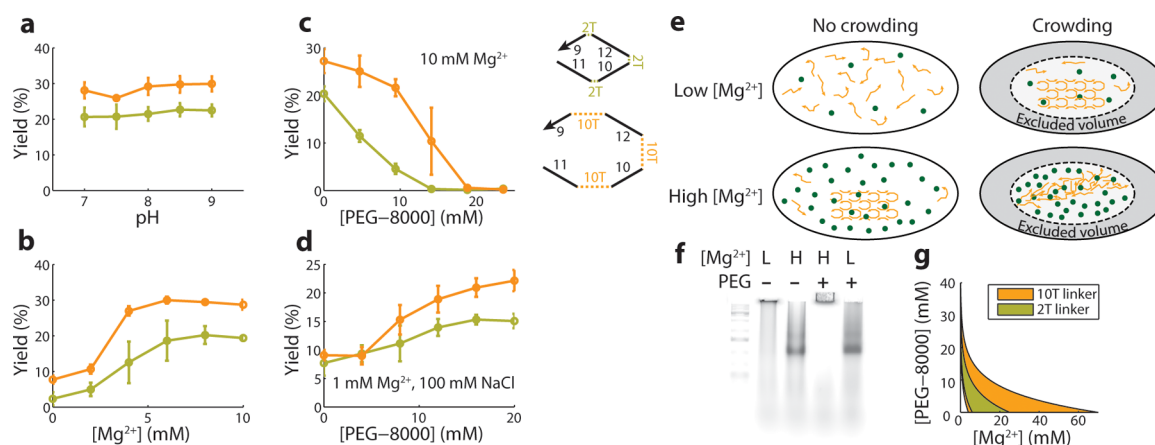 a
40
30
20
10
0
Yield (%)
7
8
9
pH
b
40
30
20
10
0
Yield (%)
0
5
10
[Mg²⁺] (mM)
c
30
20
10
0
Yield (%)
10 mM Mg²⁺
0
10
20
[PEG−8000] (mM)
d
25
20
15
10
5
0
Yield (%)
1 mM Mg²⁺, 100 mM NaCl
0
10
20
[PEG−8000] (mM)
2T
9
12
11
10
2T
2T
10T
9
12
10T
11
10
10T
e
No crowding
Crowding
Low [Mg²⁺]
Excluded volume
High [Mg²⁺]
Excluded volume
f
[Mg²⁺] L H H L
PEG − − + +
g
40
30
20
10
0
[PEG−8000] (mM)
10T linker
2T linker
0
20
40
60
[Mg²⁺] (mM)